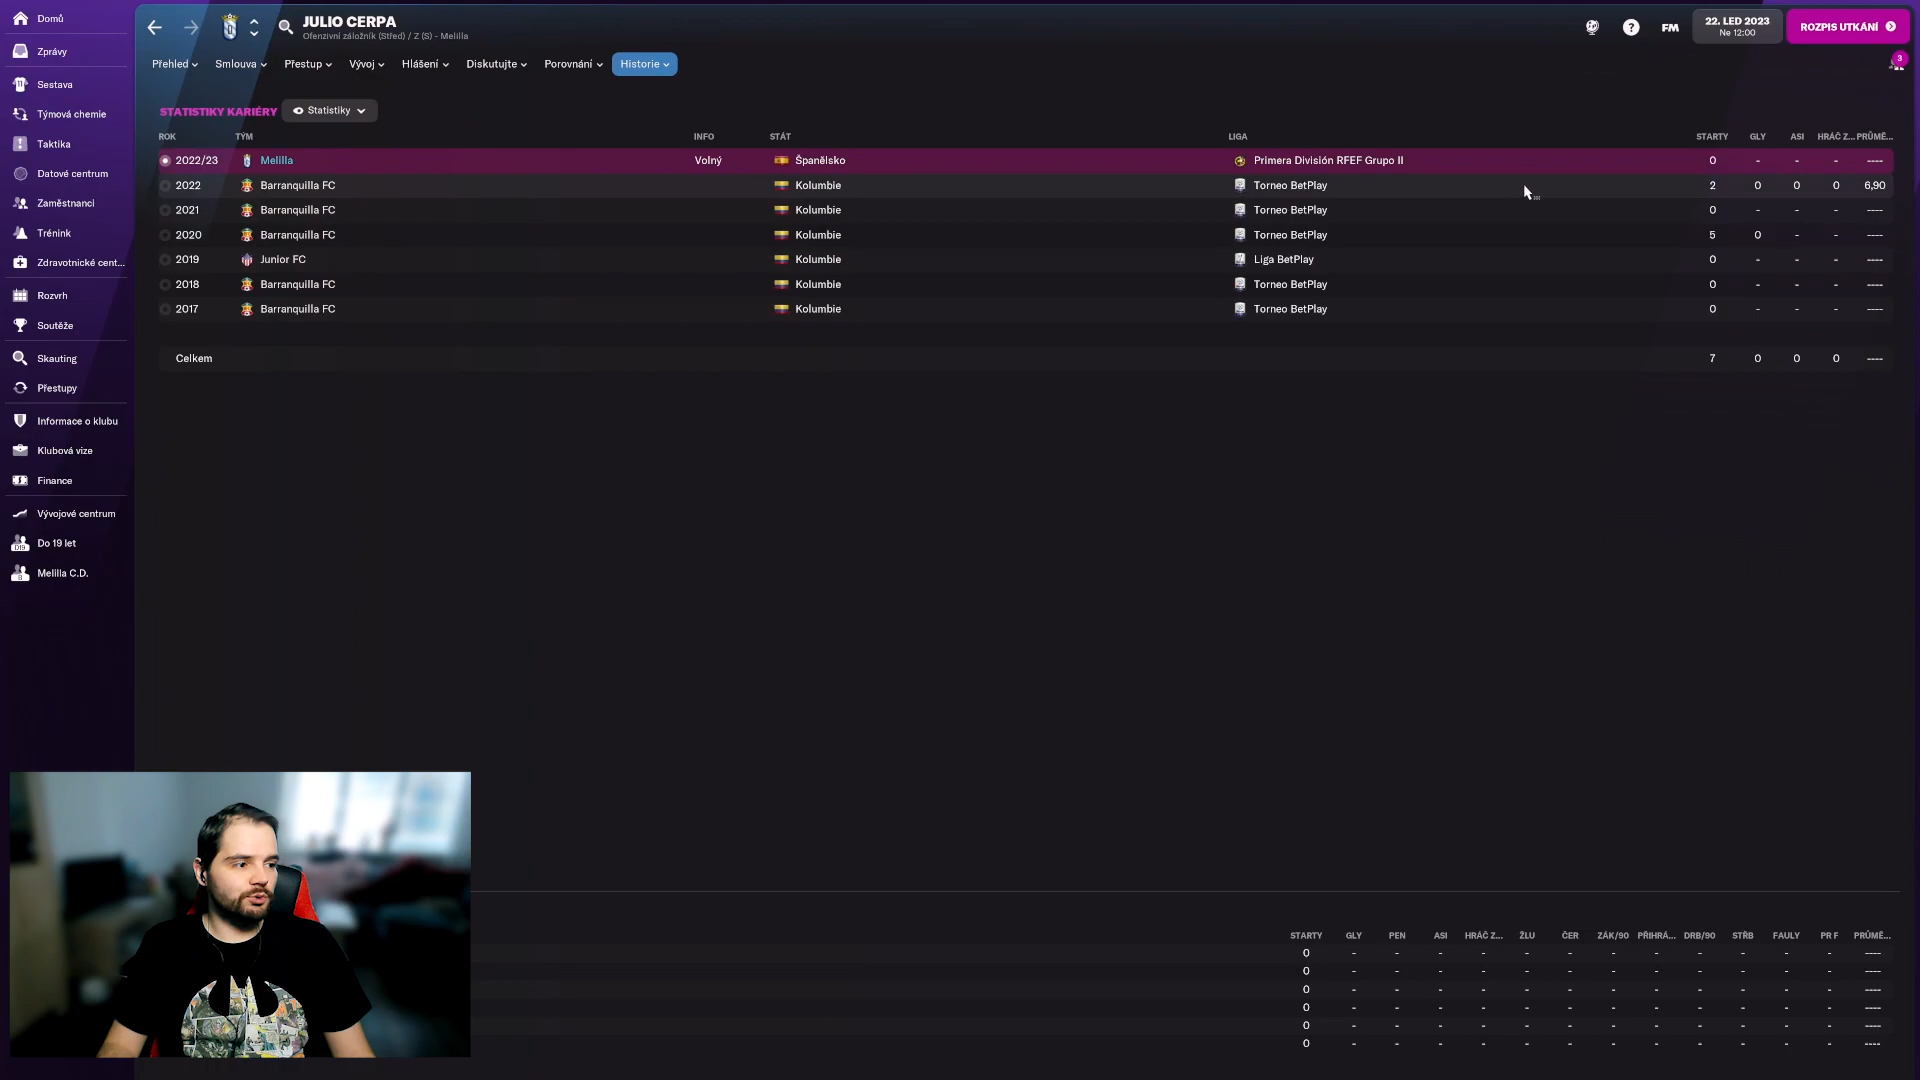 Domů
Zprávy
Sestava
Týmová chemie
Taktika
Datové centrum
Zaměstnanci
Trénink
Zdravotnické cent...
Rozvrh
Soutěže
Skauting
Přestupy
Informace o klubu
Klubová vize
Finance
Vývojové centrum
Do 19 let
Melilla C.D.
JULIO CERPA
Ofenzivní záložník (Střed) / Z (S) - Melilla
FM
22. LED 2023
Ne 12:00
ROZPIS UTKÁNÍ
3
Přehled Smlouva Přestup Vývoj Hlášení Diskutujte Porovnání Historie
STATISTIKY KARIÉRY Statistiky
ROK TÝM INFO STÁT LIGA STARTY GLY ASI HRÁČ Z... PRŮMĚ...
2022/23 Melilla Volný Španělsko Primera División RFEF Grupo II 0 - - - ----
2022 Barranquilla FC Kolumbie Torneo BetPlay 2 0 0 0 6,90
2021 Barranquilla FC Kolumbie Torneo BetPlay 0 - - - ----
2020 Barranquilla FC Kolumbie Torneo BetPlay 5 0 - - ----
2019 Junior FC Kolumbie Liga BetPlay 0 - - - ----
2018 Barranquilla FC Kolumbie Torneo BetPlay 0 - - - ----
2017 Barranquilla FC Kolumbie Torneo BetPlay 0 - - - ----
Celkem 7 0 0 0 ----
STARTY GLY PEN ASI HRÁČ Z... ŽLU ČER ZÁK/90 PŘIHRÁ... DRB/90 STŘB FAULY PR F PRŮMĚ...
0 - - - - - - - - - - - - ----
0 - - - - - - - - - - - - ----
0 - - - - - - - - - - - - ----
0 - - - - - - - - - - - - ----
0 - - - - - - - - - - - - ----
0 - - - - - - - - - - - - ----